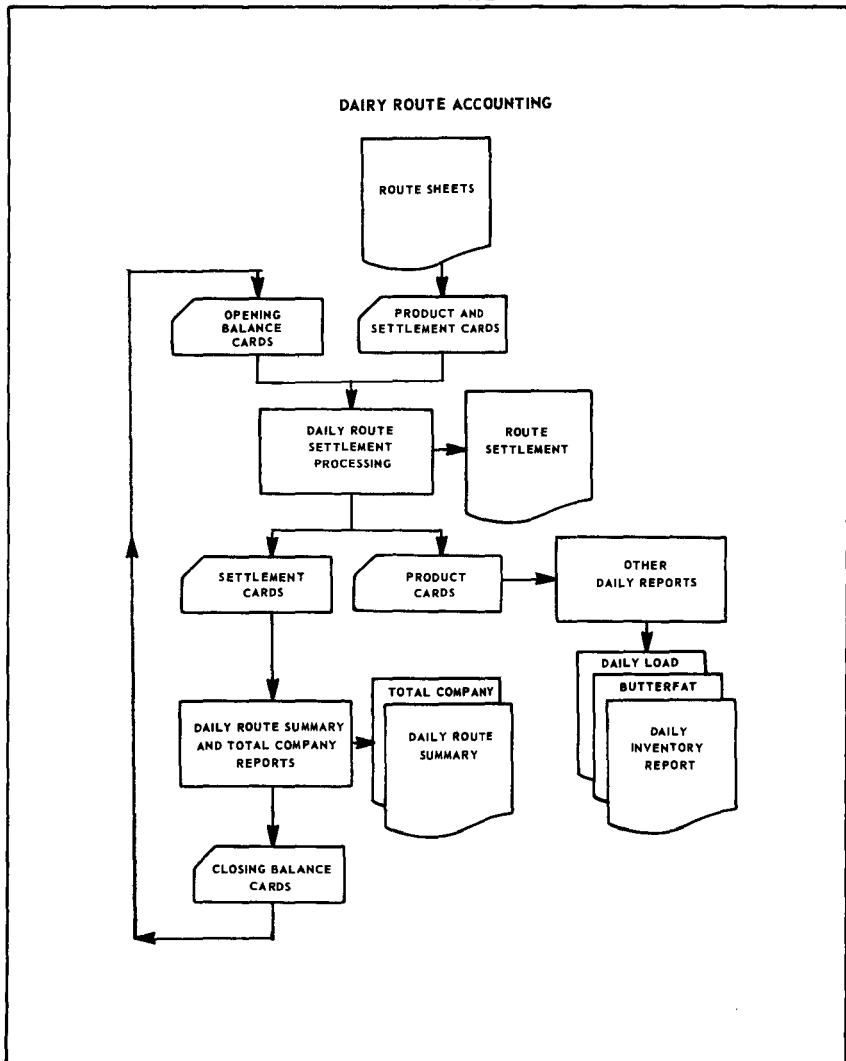 DAIRY ROUTE ACCOUNTING
ROUTE SHEETS
OPENING
BALANCE
CARDS
PRODUCT AND
SETTLEMENT CARDS
DAILY ROUTE
SETTLEMENT
PROCESSING
ROUTE
SETTLEMENT
SETTLEMENT
CARDS
PRODUCT
CARDS
OTHER
DAILY REPORTS
DAILY LOAD
BUTTERFAT
DAILY
INVENTORY
REPORT
TOTAL COMPANY
DAILY ROUTE
SUMMARY
DAILY ROUTE SUMMARY
AND TOTAL COMPANY
REPORTS
CLOSING BALANCE
CARDS